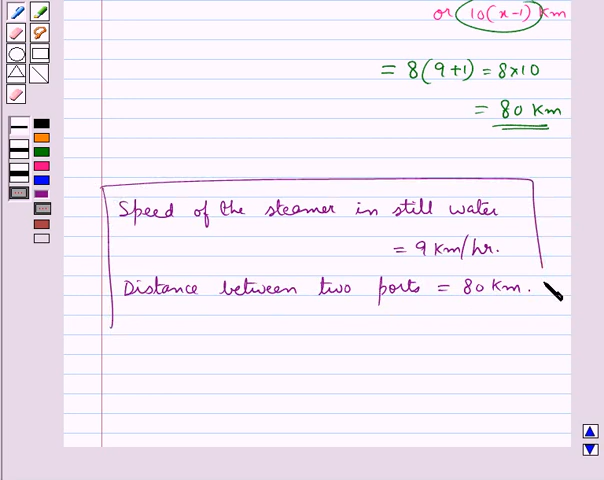 or 10(x-1) Km
= 8(9+1) = 8×10
= 80 Km
Speed of the steamer in still water
= 9 Km/hr.
Distance between two ports = 80 Km.